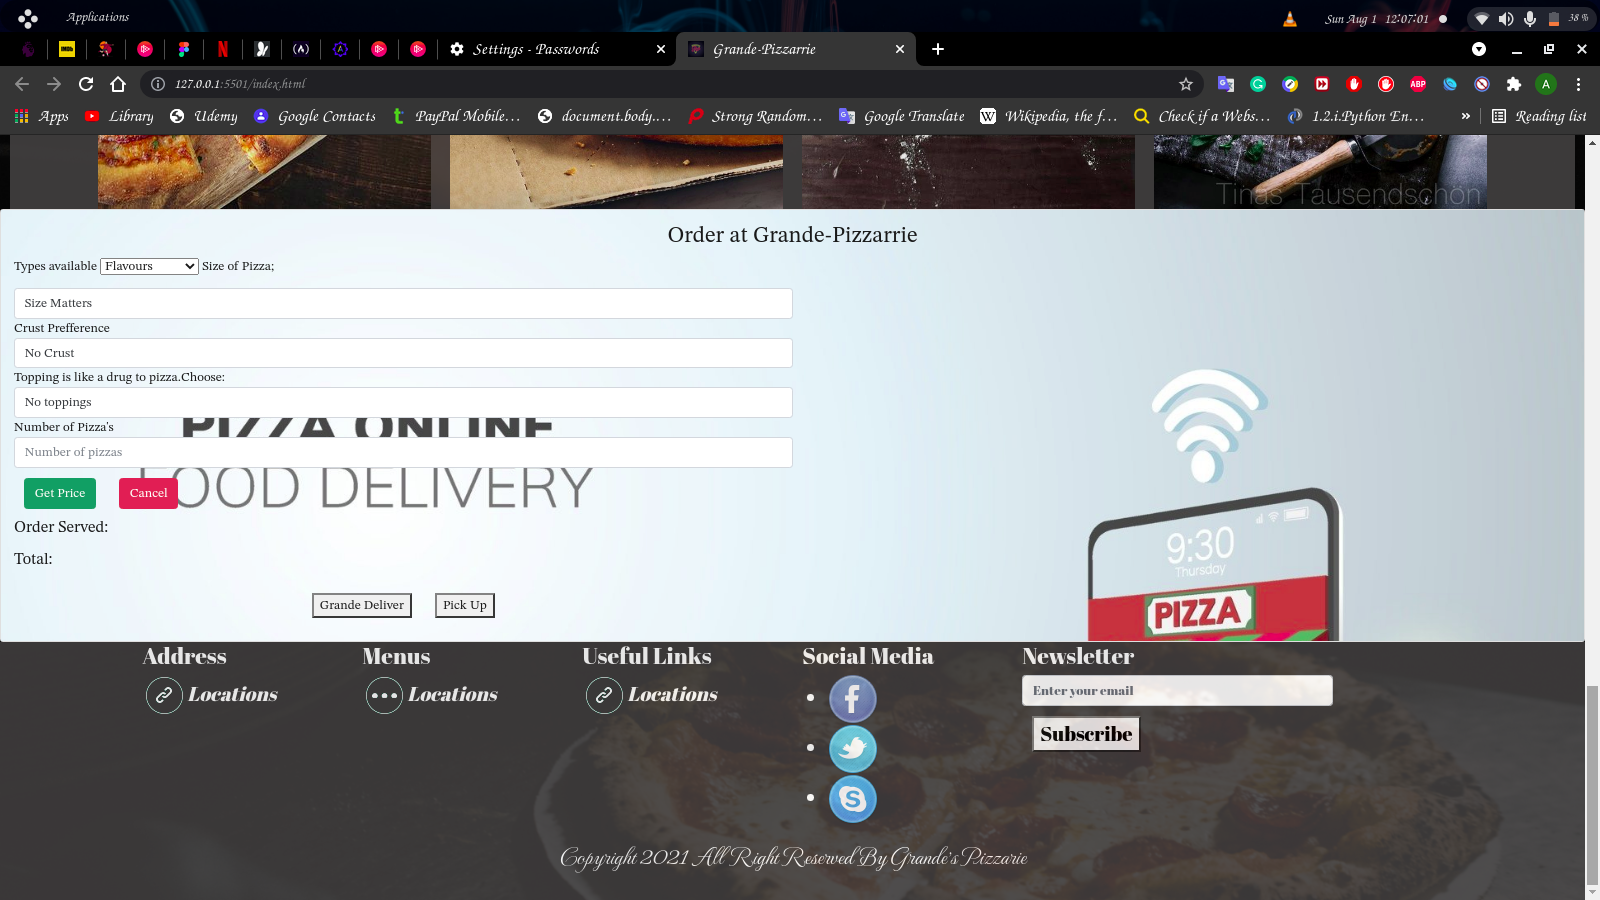 Applications
Sun Aug 1 12:07:01
38 %
Settings - Passwords
Grande-Pizzarrie
127.0.0.1:5501/index.html
Apps
Library
Udemy
Google Contacts
PayPal Mobile...
document.body....
Strong Random...
Google Translate
Wikipedia, the f...
Check if a Webs...
1.2.i.Python En...
»
Reading list
Tinas Tausendschön
Order at Grande-Pizzarrie
Types available Flavours Size of Pizza;
Size Matters
Crust Prefference
No Crust
Topping is like a drug to pizza.Choose:
No toppings
PIZZA ONLINE
Number of Pizza's
Number of pizzas
FOOD DELIVERY
Get Price
Cancel
Order Served:
Total:
9:30
Thursday
PIZZA
Grande Deliver
Pick Up
Address
Menus
Useful Links
Social Media
Newsletter
Locations
Locations
Locations
Enter your email
Subscribe
Copyright 2021 All Right Reserved By Grande's Pizzarie